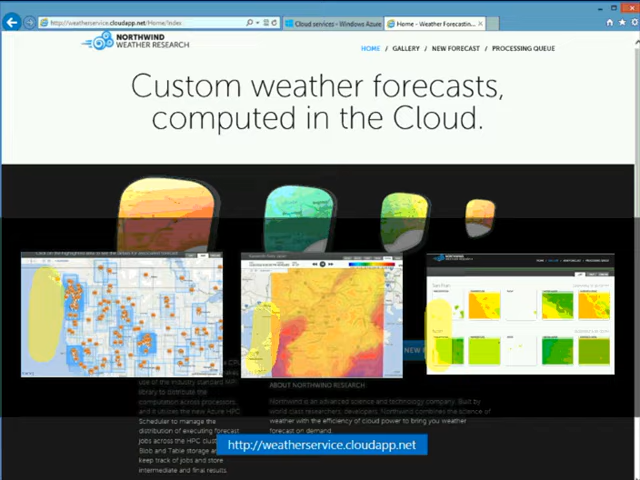 http://weatherservice.cloudapp.net/Home/Index
Cloud services - Windows Azure
Home - Weather Forecastin...
NORTHWIND
WEATHER RESEARCH
HOME / GALLERY / NEW FORECAST / PROCESSING QUEUE
Custom weather forecasts,
computed in the Cloud.
NORTHWIND
WEATHER RESEARCH
NEW F
use of the industry standard MPI
library to distribute the
computation across processors,
and it utilises the new Azure HPC
Scheduler to manage the
distribution of executing forecast
jobs across the HPC cluster
Blob and Table storage a
keep track of jobs and store
intermediate and final results,
ABOUT NORTHWIND RESEARCH
Northwind is an advanced science and technology company. Built by
world class researchers, developers, Northwind combines the science of
weather with the efficiency of cloud power to bring you weather
forecast on demand.
http://weatherservice.cloudapp.net